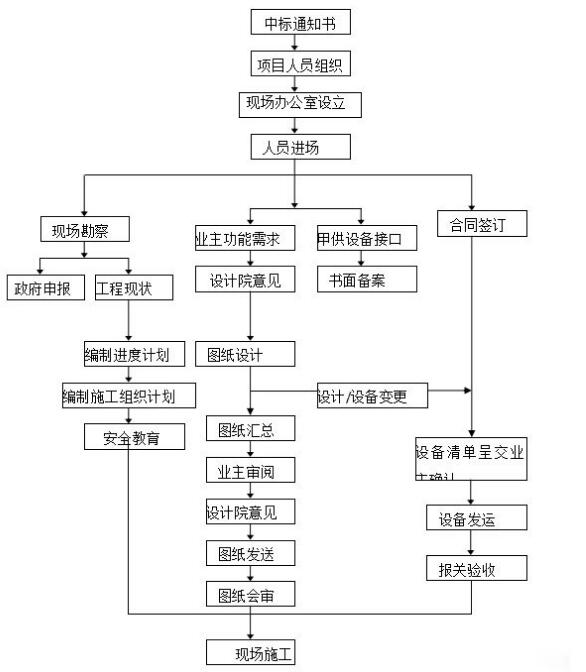 中标通知书
项目人员组织
现场办公室设立
人员进场
现场勘察
业主功能需求
甲供设备接口
合同签订
政府申报
工程现状
设计院意见
书面备案
编制进度计划
图纸设计
编制施工组织计划
设计/设备变更
安全教育
图纸汇总
设备清单呈交业
主确认
业主审阅
设计院意见
设备发运
图纸发送
报关验收
图纸会审
现场施工